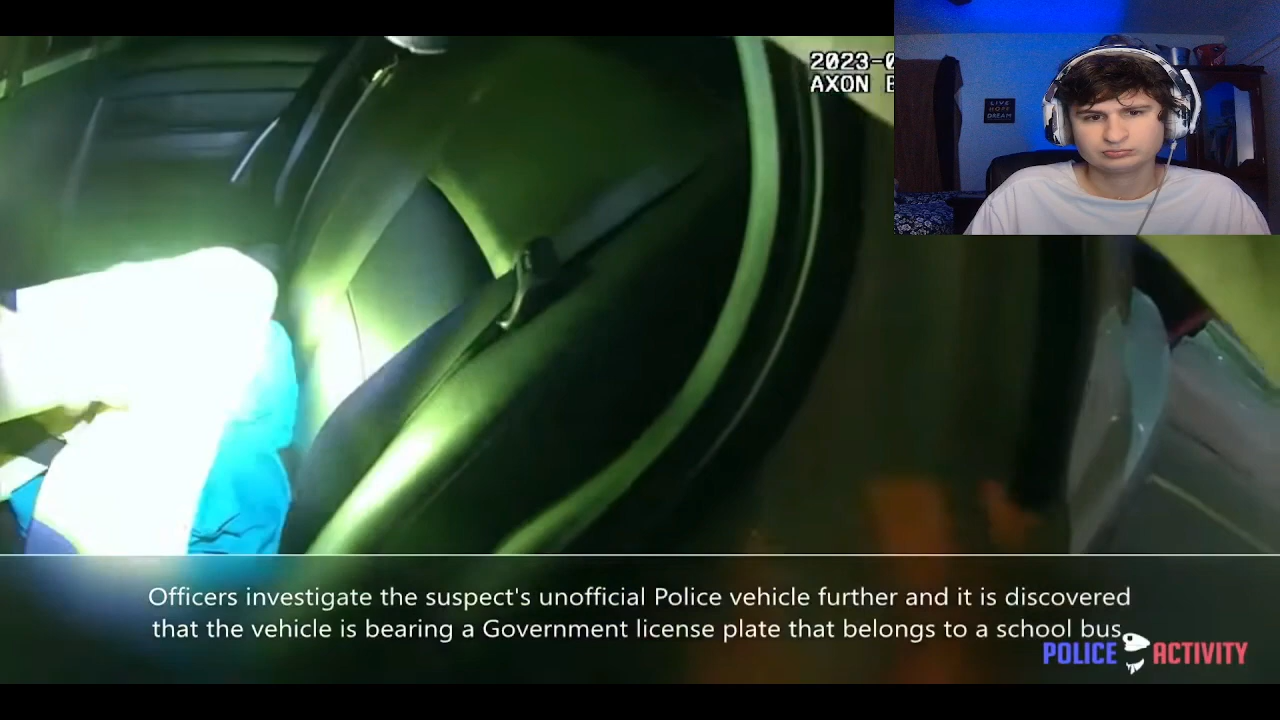 2023-0
AXON
LIVE
HOPE
DREAM
Officers investigate the suspect's unofficial Police vehicle further and it is discovered
that the vehicle is bearing a Government license plate that belongs to a school bus.
POLICE ACTIVITY